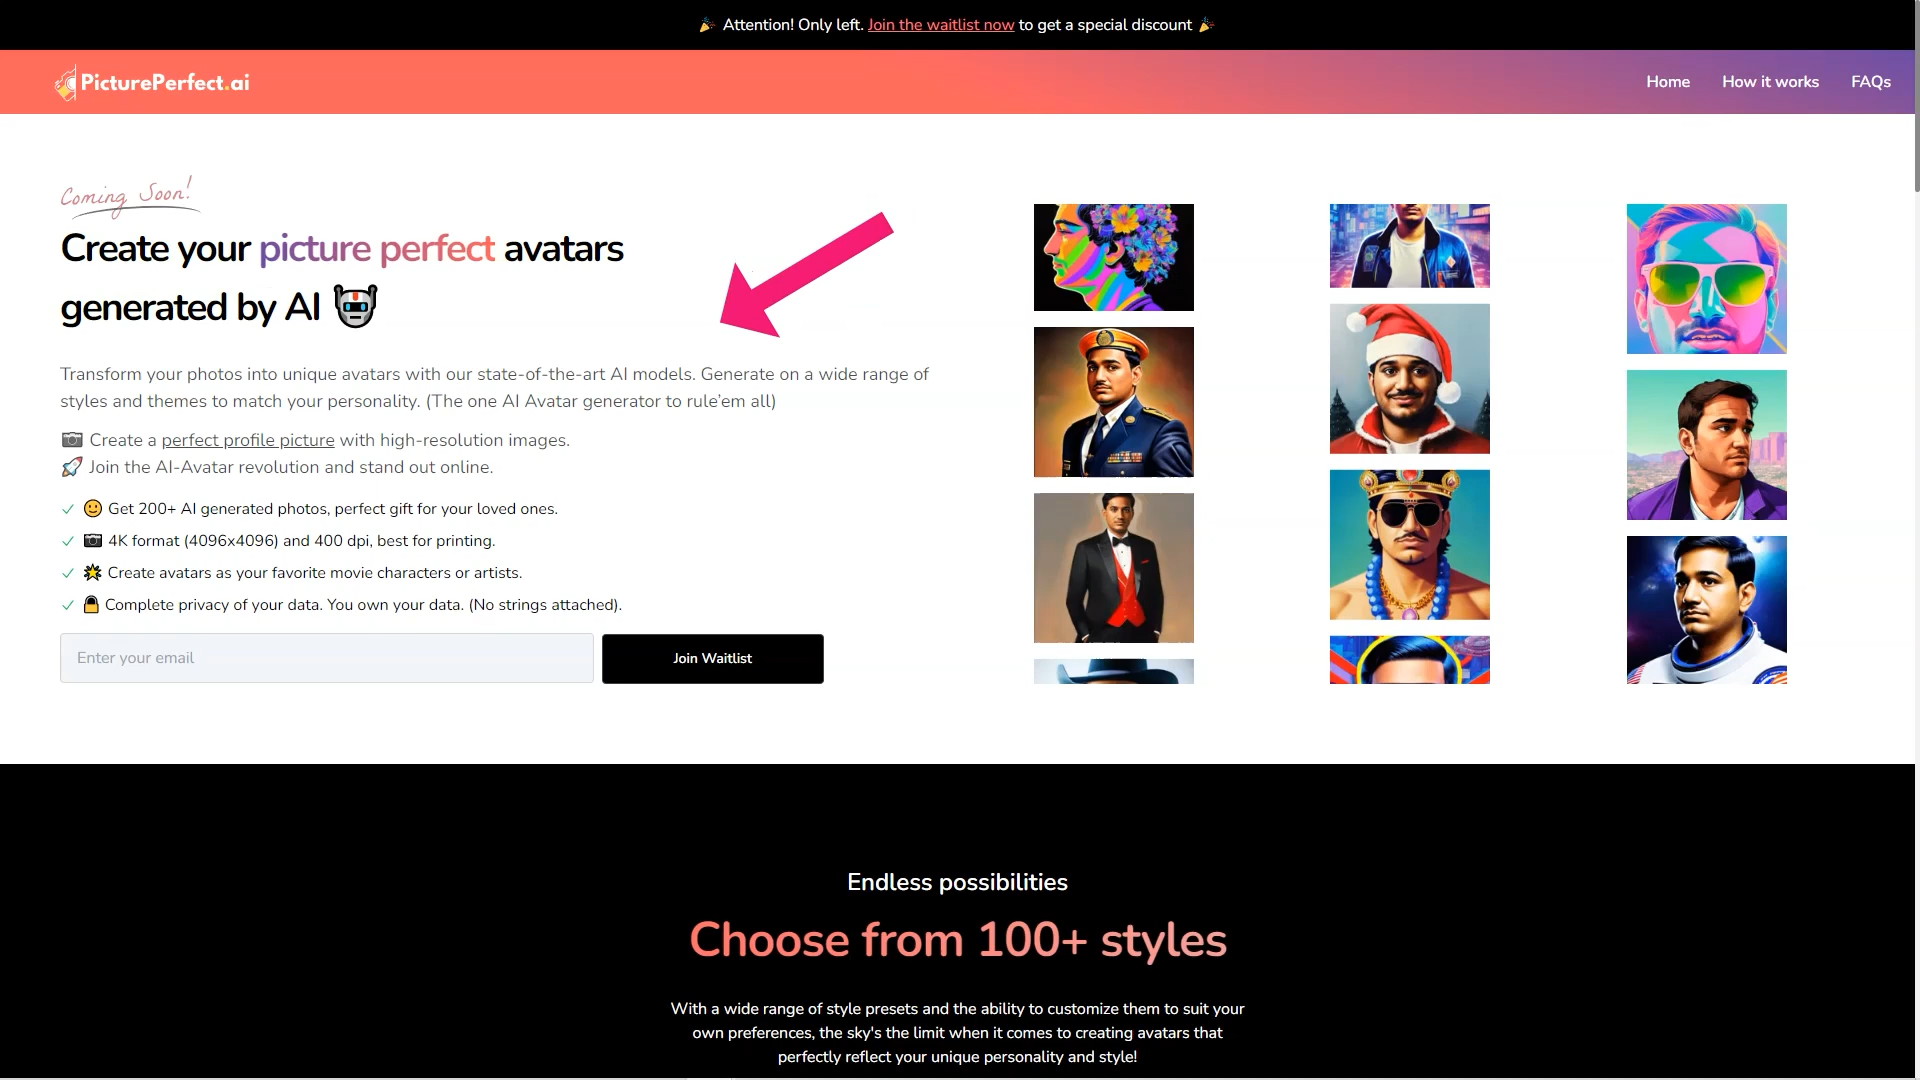 🎉 Attention! Only left. Join the waitlist now to get a special discount 🎉
PicturePerfect.ai
Home
How it works
FAQs
Coming Soon!
Create your picture perfect avatars
generated by AI 🤖
Transform your photos into unique avatars with our state-of-the-art AI models. Generate on a wide range of
styles and themes to match your personality. (The one AI Avatar generator to rule'em all)
📷 Create a perfect profile picture with high-resolution images.
🚀 Join the AI-Avatar revolution and stand out online.
✓ 🙂 Get 200+ AI generated photos, perfect gift for your loved ones.
✓ 📷 4K format (4096x4096) and 400 dpi, best for printing.
✓ 🌟 Create avatars as your favorite movie characters or artists.
✓ 🔒 Complete privacy of your data. You own your data. (No strings attached).
Enter your email
Join Waitlist
Endless possibilities
Choose from 100+ styles
With a wide range of style presets and the ability to customize them to suit your
own preferences, the sky's the limit when it comes to creating avatars that
perfectly reflect your unique personality and style!